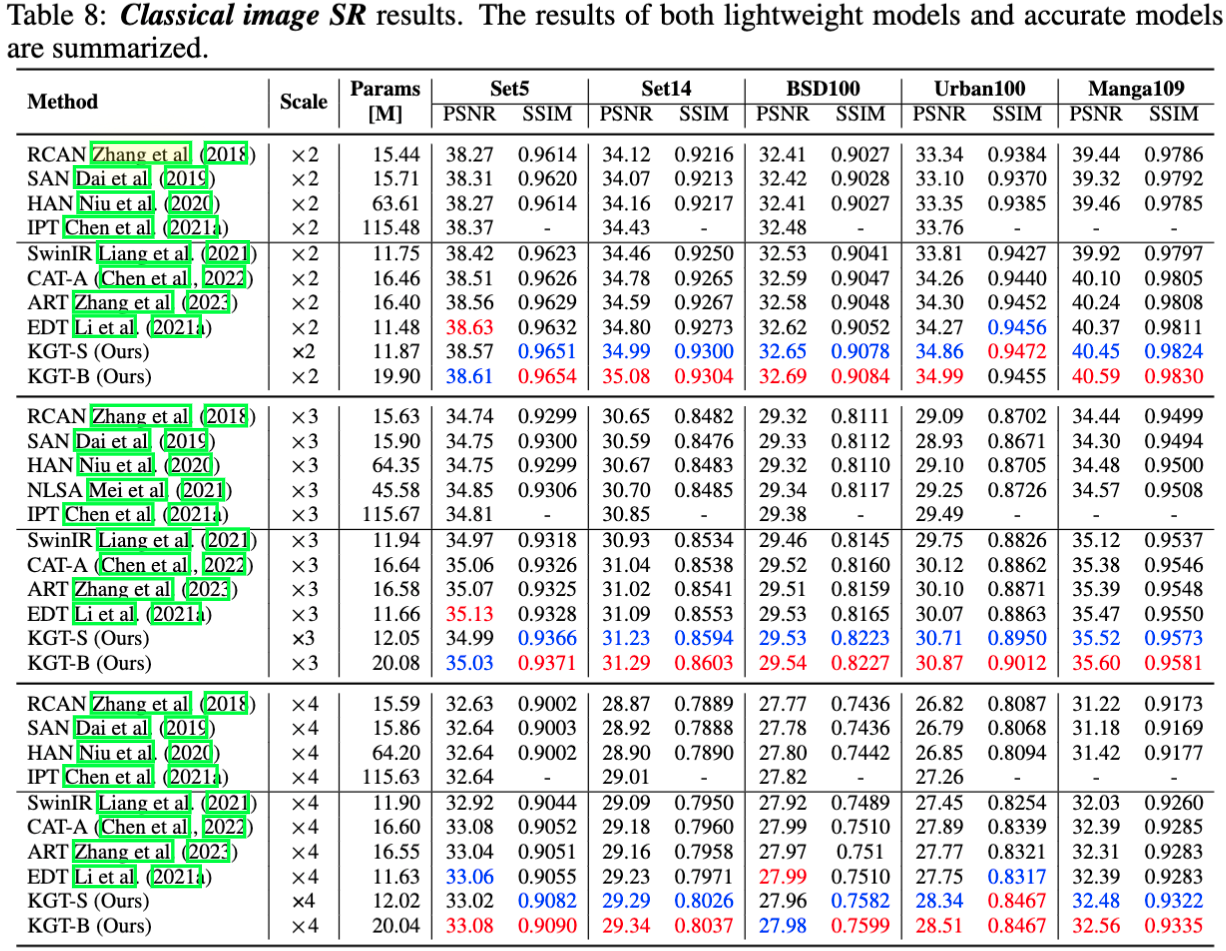 Table 8: Classical image SR results. The results of both lightweight models and accurate models
are summarized.
Method Scale Params [M] Set5 Set14 BSD100 Urban100 Manga109
PSNR SSIM PSNR SSIM PSNR SSIM PSNR SSIM PSNR SSIM
RCAN Zhang et al. (2018) ×2 15.44 38.27 0.9614 34.12 0.9216 32.41 0.9027 33.34 0.9384 39.44 0.9786
SAN Dai et al. (2019) ×2 15.71 38.31 0.9620 34.07 0.9213 32.42 0.9028 33.10 0.9370 39.32 0.9792
HAN Niu et al. (2020) ×2 63.61 38.27 0.9614 34.16 0.9217 32.41 0.9027 33.35 0.9385 39.46 0.9785
IPT Chen et al. (2021a) ×2 115.48 38.37 - 34.43 - 32.48 - 33.76 - - -
SwinIR Liang et al. (2021) ×2 11.75 38.42 0.9623 34.46 0.9250 32.53 0.9041 33.81 0.9427 39.92 0.9797
CAT-A (Chen et al., 2022) ×2 16.46 38.51 0.9626 34.78 0.9265 32.59 0.9047 34.26 0.9440 40.10 0.9805
ART Zhang et al. (2023) ×2 16.40 38.56 0.9629 34.59 0.9267 32.58 0.9048 34.30 0.9452 40.24 0.9808
EDT Li et al. (2021a) ×2 11.48 38.63 0.9632 34.80 0.9273 32.62 0.9052 34.27 0.9456 40.37 0.9811
KGT-S (Ours) ×2 11.87 38.57 0.9651 34.99 0.9300 32.65 0.9078 34.86 0.9472 40.45 0.9824
KGT-B (Ours) ×2 19.90 38.61 0.9654 35.08 0.9304 32.69 0.9084 34.99 0.9455 40.59 0.9830
RCAN Zhang et al. (2018) ×3 15.63 34.74 0.9299 30.65 0.8482 29.32 0.8111 29.09 0.8702 34.44 0.9499
SAN Dai et al. (2019) ×3 15.90 34.75 0.9300 30.59 0.8476 29.33 0.8112 28.93 0.8671 34.30 0.9494
HAN Niu et al. (2020) ×3 64.35 34.75 0.9299 30.67 0.8483 29.32 0.8110 29.10 0.8705 34.48 0.9500
NLSA Mei et al. (2021) ×3 45.58 34.85 0.9306 30.70 0.8485 29.34 0.8117 29.25 0.8726 34.57 0.9508
IPT Chen et al. (2021a) ×3 115.67 34.81 - 30.85 - 29.38 - 29.49 - - -
SwinIR Liang et al. (2021) ×3 11.94 34.97 0.9318 30.93 0.8534 29.46 0.8145 29.75 0.8826 35.12 0.9537
CAT-A (Chen et al., 2022) ×3 16.64 35.06 0.9326 31.04 0.8538 29.52 0.8160 30.12 0.8862 35.38 0.9546
ART Zhang et al. (2023) ×3 16.58 35.07 0.9325 31.02 0.8541 29.51 0.8159 30.10 0.8871 35.39 0.9548
EDT Li et al. (2021a) ×3 11.66 35.13 0.9328 31.09 0.8553 29.53 0.8165 30.07 0.8863 35.47 0.9550
KGT-S (Ours) ×3 12.05 34.99 0.9366 31.23 0.8594 29.53 0.8223 30.71 0.8950 35.52 0.9573
KGT-B (Ours) ×3 20.08 35.03 0.9371 31.29 0.8603 29.54 0.8227 30.87 0.9012 35.60 0.9581
RCAN Zhang et al. (2018) ×4 15.59 32.63 0.9002 28.87 0.7889 27.77 0.7436 26.82 0.8087 31.22 0.9173
SAN Dai et al. (2019) ×4 15.86 32.64 0.9003 28.92 0.7888 27.78 0.7436 26.79 0.8068 31.18 0.9169
HAN Niu et al. (2020) ×4 64.20 32.64 0.9002 28.90 0.7890 27.80 0.7442 26.85 0.8094 31.42 0.9177
IPT Chen et al. (2021a) ×4 115.63 32.64 - 29.01 - 27.82 - 27.26 - - -
SwinIR Liang et al. (2021) ×4 11.90 32.92 0.9044 29.09 0.7950 27.92 0.7489 27.45 0.8254 32.03 0.9260
CAT-A (Chen et al., 2022) ×4 16.60 33.08 0.9052 29.18 0.7960 27.99 0.7510 27.89 0.8339 32.39 0.9285
ART Zhang et al. (2023) ×4 16.55 33.04 0.9051 29.16 0.7958 27.97 0.751 27.77 0.8321 32.31 0.9283
EDT Li et al. (2021a) ×4 11.63 33.06 0.9055 29.23 0.7971 27.99 0.7510 27.75 0.8317 32.39 0.9283
KGT-S (Ours) ×4 12.02 33.02 0.9082 29.29 0.8026 27.96 0.7582 28.34 0.8467 32.48 0.9322
KGT-B (Ours) ×4 20.04 33.08 0.9090 29.34 0.8037 27.98 0.7599 28.51 0.8467 32.56 0.9335